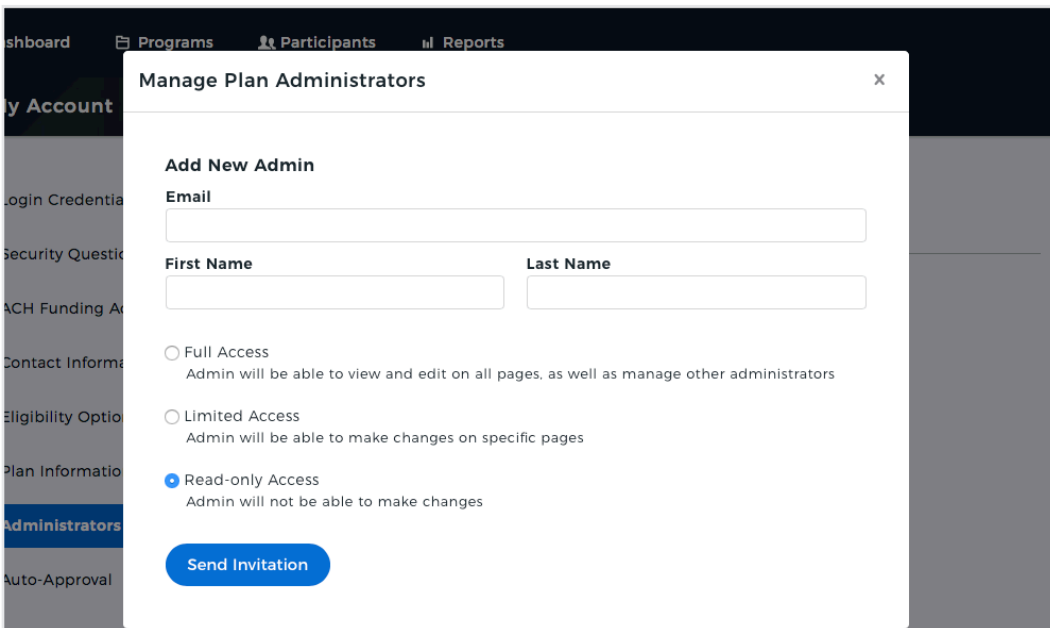 shboard Programs Participants Reports
Manage Plan Administrators ×
y Account
Add New Admin
Login Credentia
Email
Security Questio
First Name Last Name
ACH Funding Ac
Full Access
Contact Informa
Admin will be able to view and edit on all pages, as well as manage other administrators
Limited Access
Eligibility Optio
Admin will be able to make changes on specific pages
Plan Informatio
Read-only Access
Admin will not be able to make changes
Administrators
Send Invitation
Auto-Approval